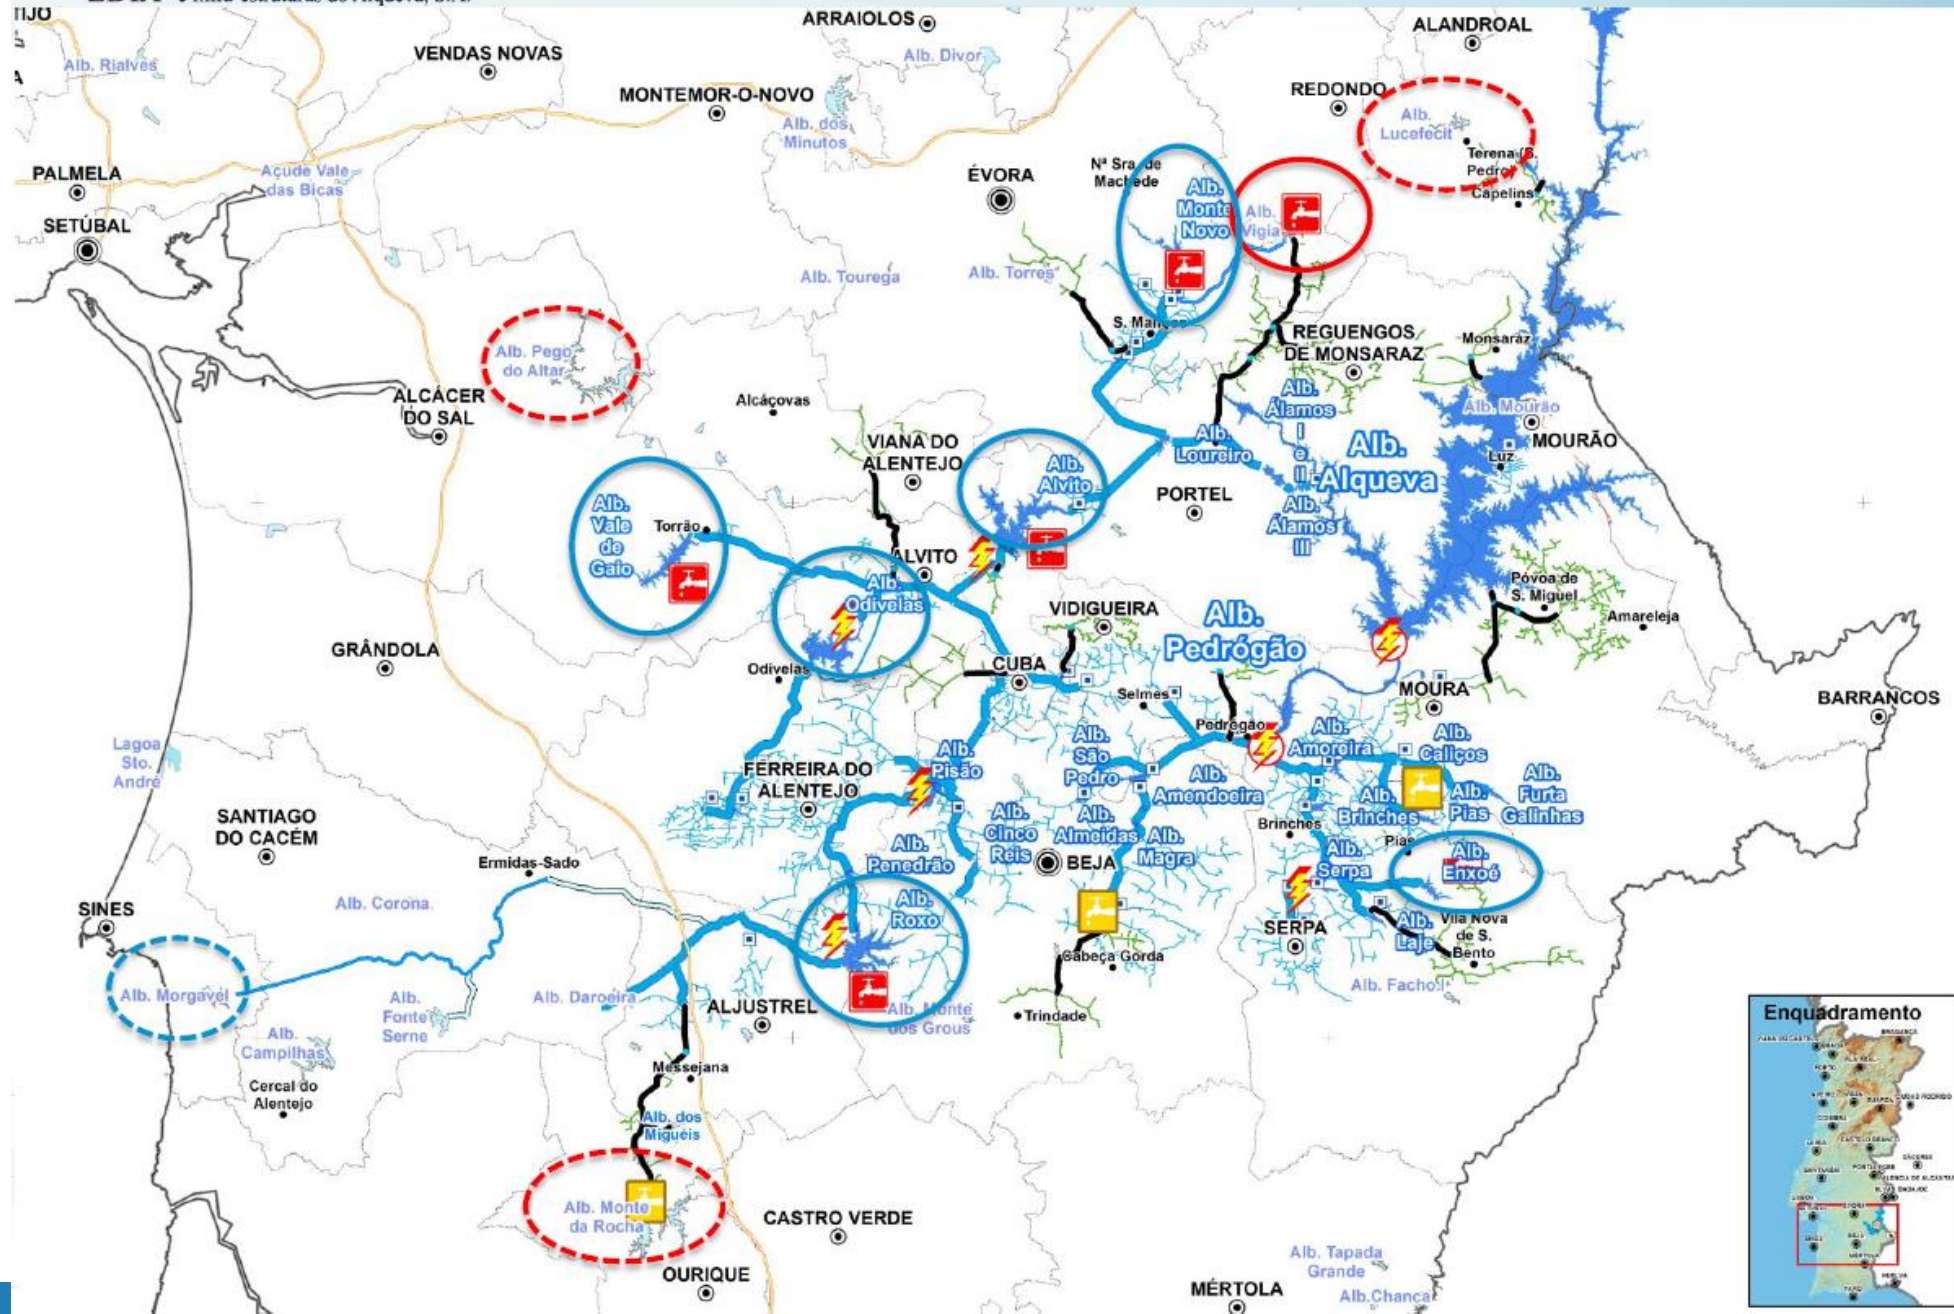 ARRAIOLOS
ALANDROAL
VENDAS NOVAS
Alb. Rialves
Alb. Divor
MONTEMOR-O-NOVO
REDONDO
Alb. dos
Minutos
Alb.
Lucefecit
Terena (S.
Pedro)
Capelins
PALMELA
Açude Vale
das Bicas
SETÚBAL
ÉVORA
Nª Sra. de
Machede
Alb.
Monte
Novo
Alb.
Vigia
Alb. Tourega
Alb. Torres
S. Manços
REGUENGOS
DE MONSARAZ
Monsaraz
Alb. Pego
do Altar
ALCÁCER
DO SAL
Alcáçovas
VIANA DO
ALENTEJO
Alb.
Álamos
I
e
II
Alb. Mourão
MOURÃO
Luz
Alb.
Loureiro
Alb.
Alqueva
Alb.
Alvito
PORTEL
Alb.
Álamos
III
Alb.
Vale
de
Gaio
Torrão
ALVITO
Alb.
Odivelas
Póvoa de
S. Miguel
Amareleja
VIDIGUEIRA
Alb.
Pedrógão
GRÂNDOLA
Odivelas
CUBA
Selmes
MOURA
BARRANCOS
Pedrógão
Lagoa
Sto.
André
FERREIRA DO
ALENTEJO
Alb.
Pisão
Alb.
São
Pedro
Alb.
Amendoeira
Alb.
Amoreira
Alb.
Caliços
Alb.
Brinches
Alb.
Pias
Alb.
Furta
Galinhas
SANTIAGO
DO CACÉM
Alb.
Cinco
Reis
Alb.
Almeidas
Alb.
Magra
Brinches
Pias
Alb.
Penedrão
BEJA
Alb.
Serpa
Alb.
Enxoé
Ermidas-Sado
Alb. Corona
Alb.
Roxo
SINES
SERPA
Alb.
Laje
Vila Nova
de S.
Bento
Cabeça Gorda
Alb. Morgavel
Alb.
Fonte
Serne
Alb. Daroeira
ALJUSTREL
Alb. Monte
dos Grous
Alb. Facho I
Trindade
Alb.
Campilhas
Cercal do
Alentejo
Messejana
Alb. dos
Miguéis
Alb. Monte
da Rocha
CASTRO VERDE
OURIQUE
Alb. Tapada
Grande
MÉRTOLA
Alb.Chança
Enquadramento